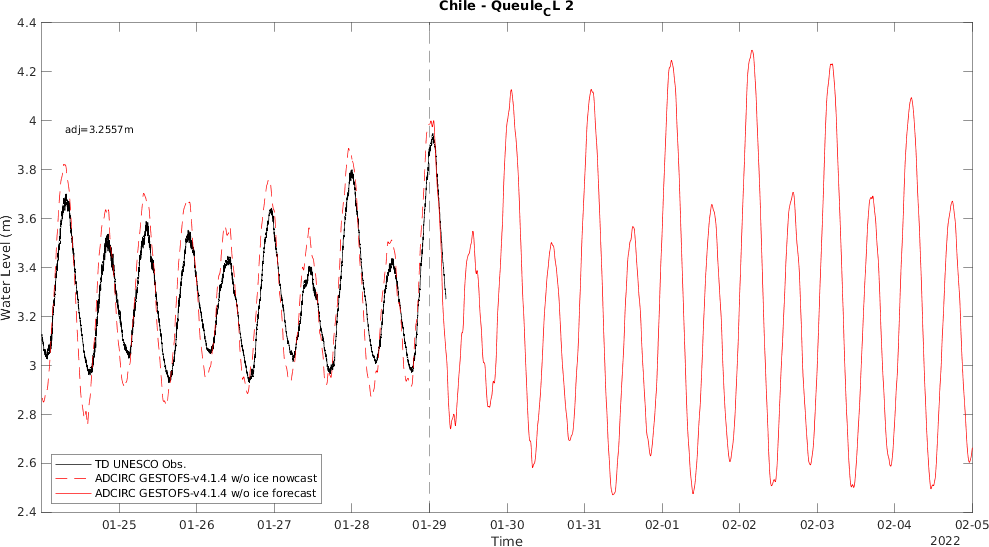 Chile - Queule_C L 2
4.4
4.2
4
3.8
3.6
3.4
3.2
3
2.8
2.6
2.4
Water Level (m)
adj=3.2557m
TD UNESCO Obs.
ADCIRC GESTOFS-v4.1.4 w/o ice nowcast
ADCIRC GESTOFS-v4.1.4 w/o ice forecast
01-25 01-26 01-27 01-28 01-29 01-30 01-31 02-01 02-02 02-03 02-04 02-05
Time
2022